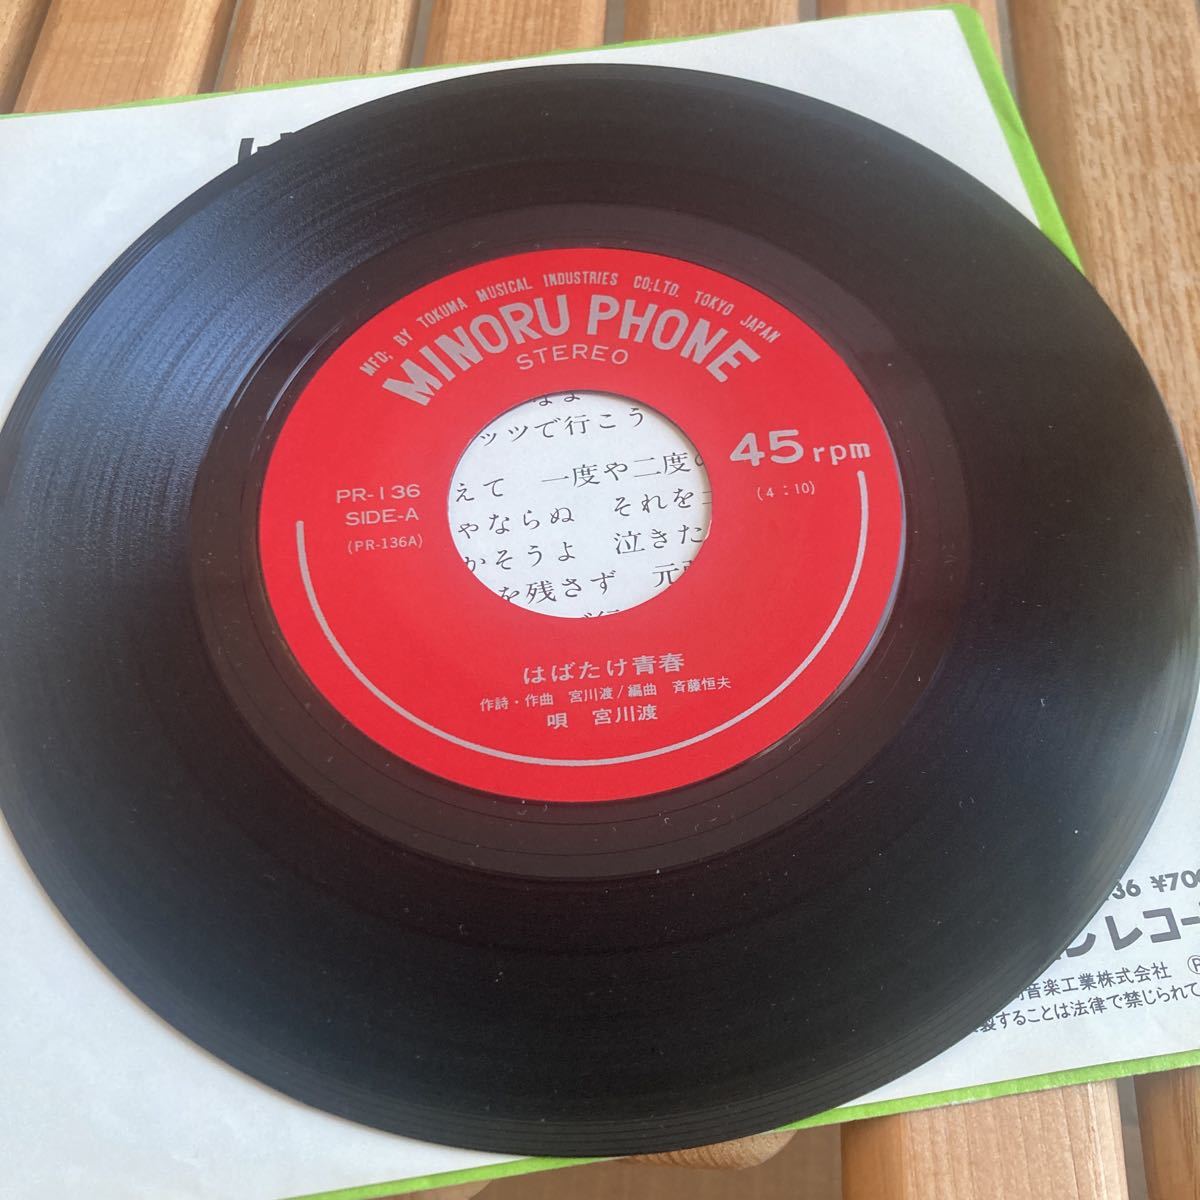 MFD; BY TOKUMA MUSICAL INDUSTRIES CO;LTD. TOKYO JAPAN
MINORU PHONE
STEREO
45 rpm
(4:10)
PR-136
SIDE-A
(PR-136A)
ッツで行こう
えて 一度や二度の
ゃならぬ それを
かそうよ 泣きた
を残さず 元
はばたけ青春
作詩・作曲 宮川渡/編曲 斉藤恒夫
唄 宮川渡
36 ¥700
ンレコー
音楽工業株式会社 Ⓟ
製することは法律で禁じられて